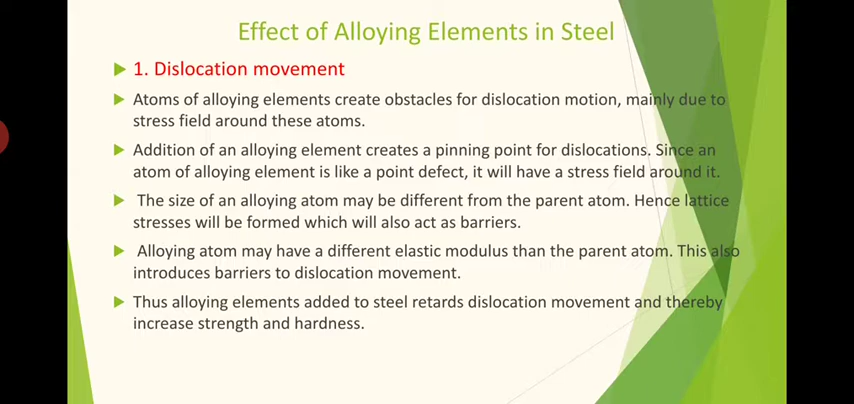 Effect of Alloying Elements in Steel
1. Dislocation movement
Atoms of alloying elements create obstacles for dislocation motion, mainly due to
stress field around these atoms.
Addition of an alloying element creates a pinning point for dislocations. Since an
atom of alloying element is like a point defect, it will have a stress field around it.
The size of an alloying atom may be different from the parent atom. Hence lattice
stresses will be formed which will also act as barriers.
Alloying atom may have a different elastic modulus than the parent atom. This also
introduces barriers to dislocation movement.
Thus alloying elements added to steel retards dislocation movement and thereby
increase strength and hardness.